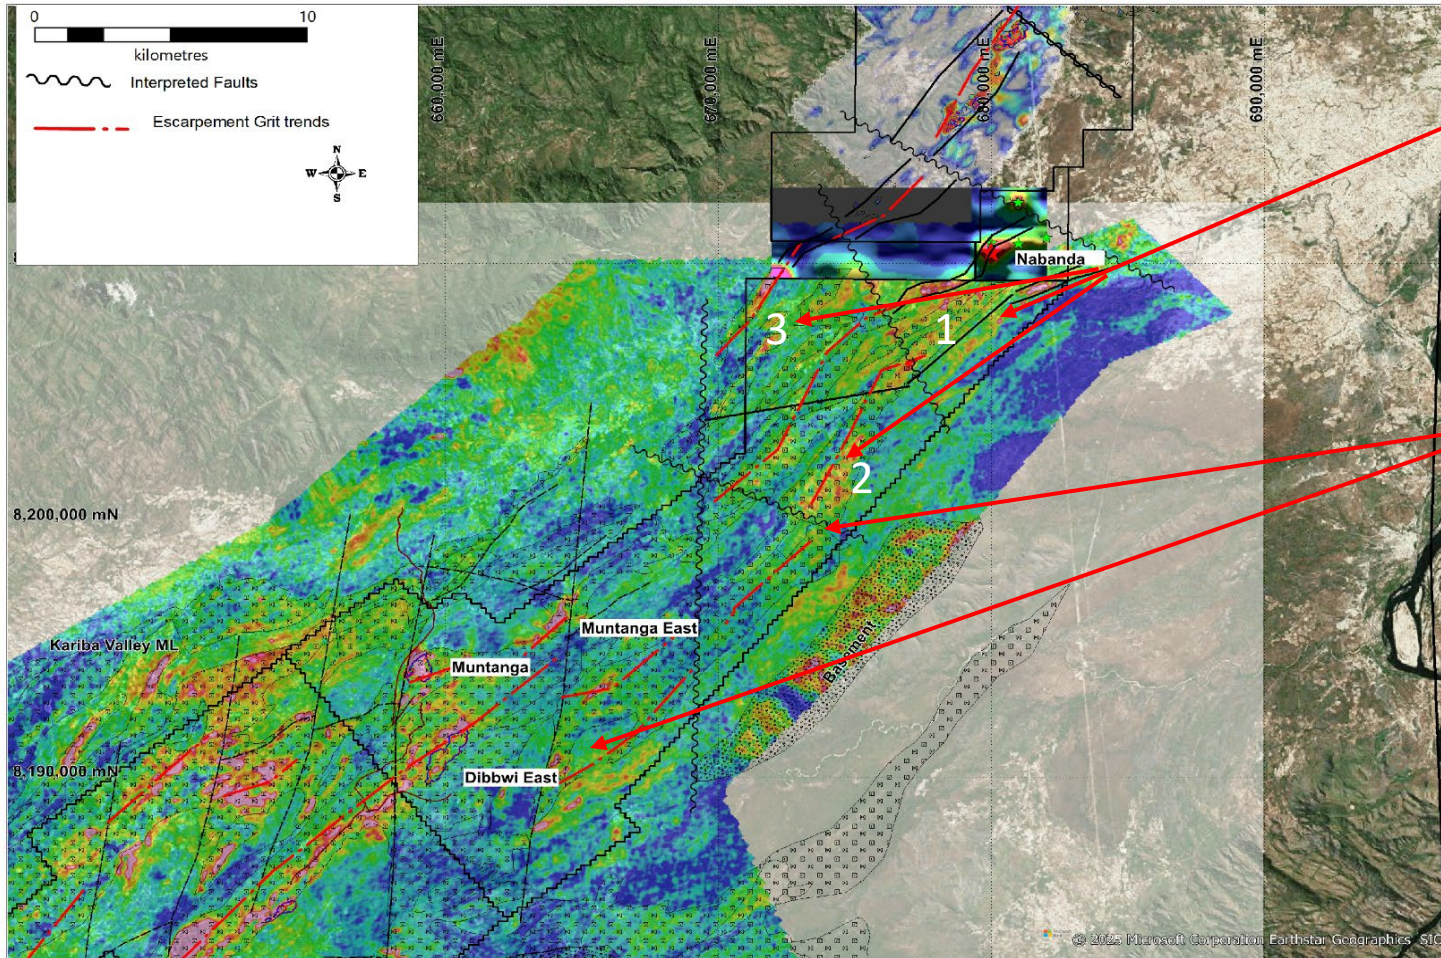 0 10
kilometres
Interpreted Faults
Escarpement Grit trends
N
W E
S
660,000 mE
670,000 mE
680,000 mE
690,000 mE
Nabanda
3
1
2
8,200,000 mN
Muntanga East
Kariba Valley ML
Muntanga
Basement
8,190,000 mN
Dibbwi East
© 2025 Microsoft Corporation Earthstar Geographics SIO